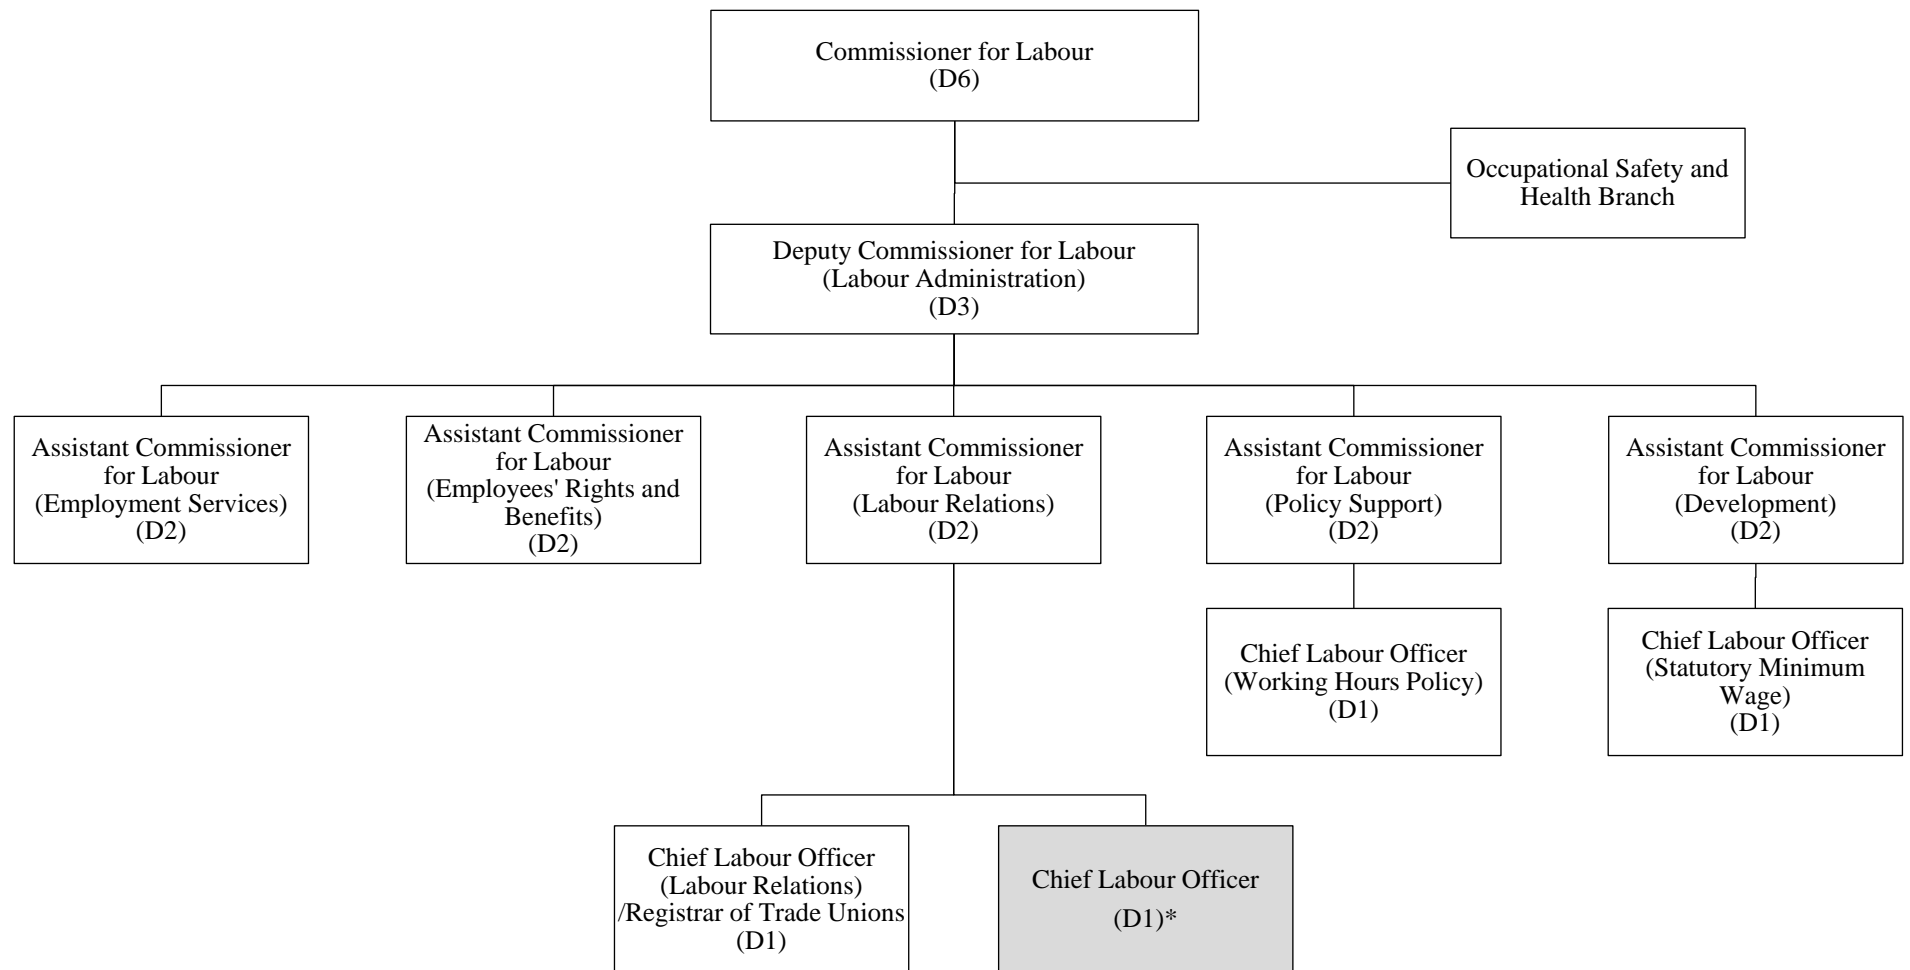 Commissioner for Labour
(D6)
Occupational Safety and
Health Branch
Deputy Commissioner for Labour
(Labour Administration)
(D3)
Assistant Commissioner
for Labour
(Employment Services)
(D2)
Assistant Commissioner
for Labour
(Employees' Rights and
Benefits)
(D2)
Assistant Commissioner
for Labour
(Labour Relations)
(D2)
Assistant Commissioner
for Labour
(Policy Support)
(D2)
Assistant Commissioner
for Labour
(Development)
(D2)
Chief Labour Officer
(Working Hours Policy)
(D1)
Chief Labour Officer
(Statutory Minimum
Wage)
(D1)
Chief Labour Officer
(Labour Relations)
/Registrar of Trade Unions
(D1)
Chief Labour Officer
(D1)*